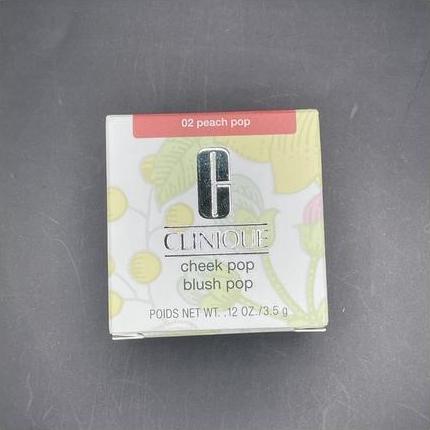 02 peach pop
C
CLINIQUE
cheek pop
blush pop
POIDS NET WT. .12 OZ./3.5 g